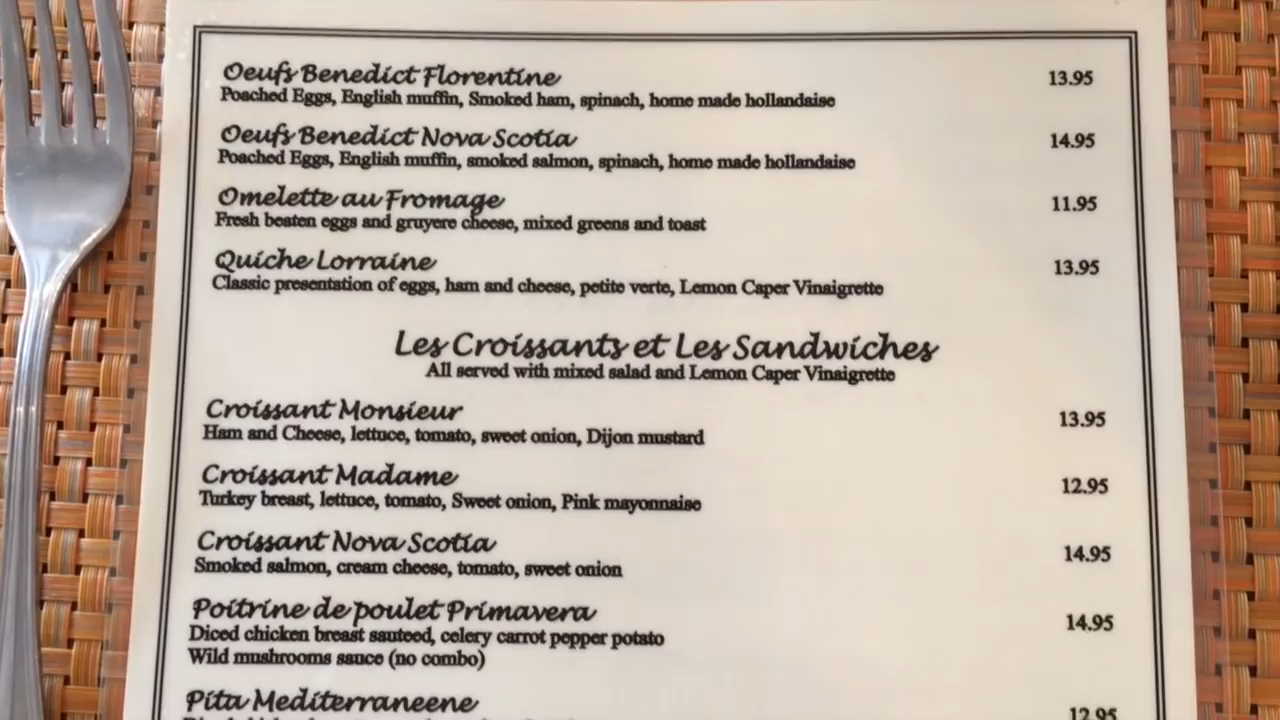 Oeufs Benedict Florentine 13.95
Poached Eggs, English muffin, Smoked ham, spinach, home made hollandaise
Oeufs Benedict Nova Scotia 14.95
Poached Eggs, English muffin, smoked salmon, spinach, home made hollandaise
Omelette au Fromage 11.95
Fresh beaten eggs and gruyere cheese, mixed greens and toast
Quiche Lorraine 13.95
Classic presentation of eggs, ham and cheese, petite verte, Lemon Caper Vinaigrette
Les Croissants et Les Sandwiches
All served with mixed salad and Lemon Caper Vinaigrette
Croissant Monsieur 13.95
Ham and Cheese, lettuce, tomato, sweet onion, Dijon mustard
Croissant Madame 12.95
Turkey breast, lettuce, tomato, Sweet onion, Pink mayonnaise
Croissant Nova Scotia 14.95
Smoked salmon, cream cheese, tomato, sweet onion
Poitrine de poulet Primavera 14.95
Diced chicken breast sauteed, celery carrot pepper potato
Wild mushrooms sauce (no combo)
Pita Mediterraneene 12.95